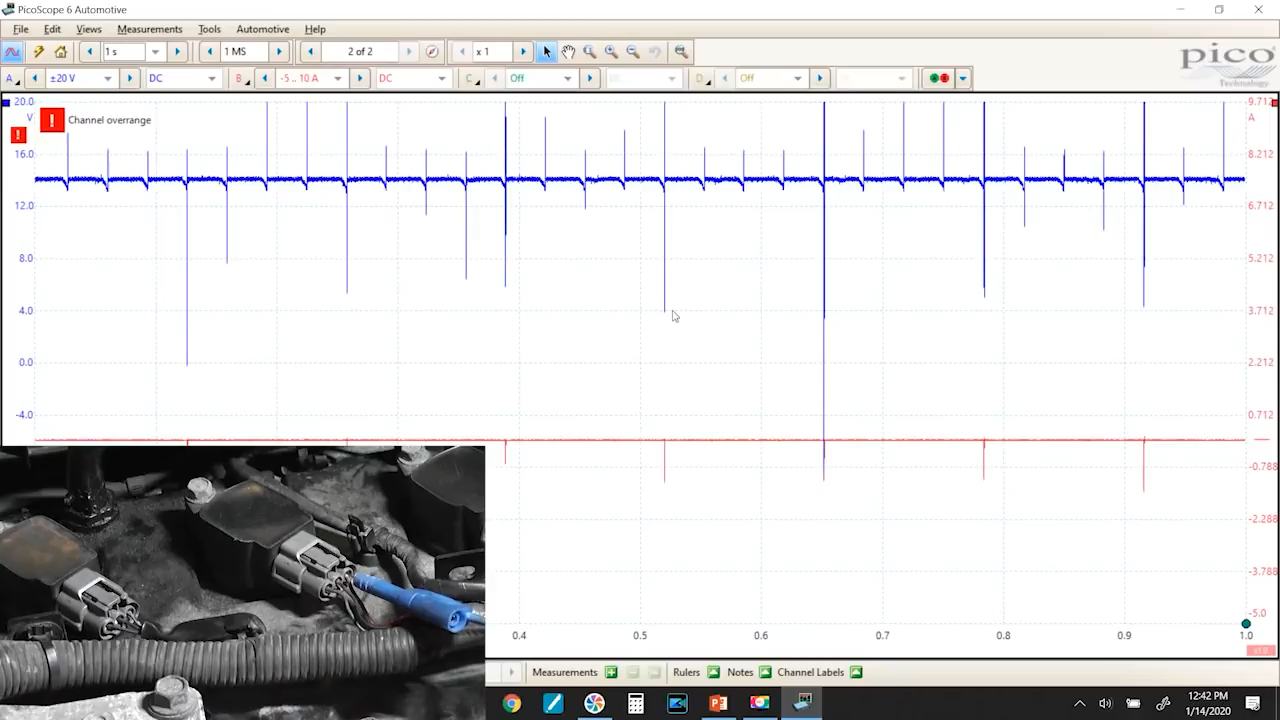 PicoScope 6 Automotive
File Edit Views Measurements Tools Automotive Help
1 s 1 MS 2 of 2 x 1
pico
Technology
A ±20 V DC B -5 .. 10 A DC C Off D Off
20.0 9.712
V ! Channel overrange A
!
16.0 8.212
12.0 6.712
8.0 5.212
4.0 3.712
0.0 2.212
-4.0 0.712
-0.788
-2.288
-3.788
-5.0
0.4 0.5 0.6 0.7 0.8 0.9 1.0
x1.0
Measurements Rulers Notes Channel Labels
12:42 PM
1/14/2020